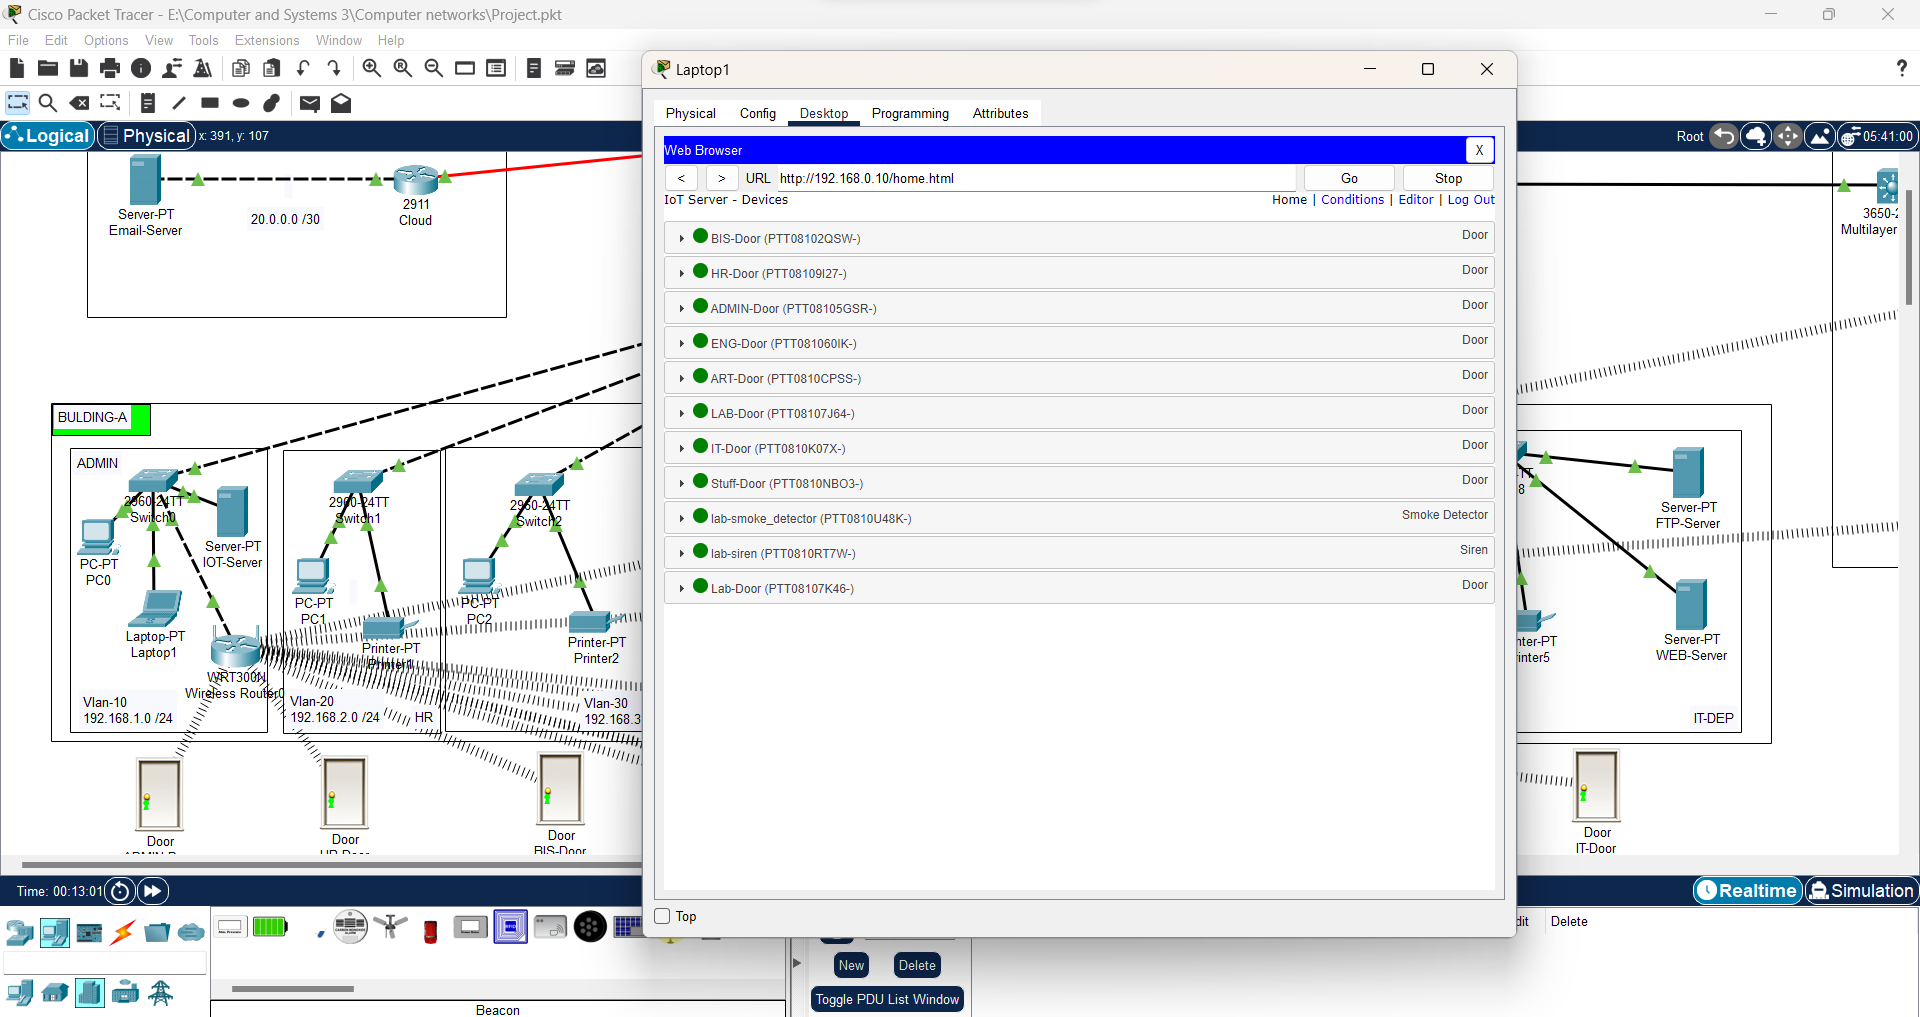 Cisco Packet Tracer - E:\Computer and Systems 3\Computer networks\Project.pkt
File Edit Options View Tools Extensions Window Help
?
Logical Physical x: 391, y: 107
Root 05:41:00
Server-PT
Email-Server
20.0.0.0 /30
2911
Cloud
BULDING-A
ADMIN
2960-24TT
Switch0
PC-PT
PC0
Server-PT
IOT-Server
Laptop-PT
Laptop1
WRT300N
Wireless Router0
Vlan-10
192.168.1.0 /24
2960-24TT
Switch1
PC-PT
PC1
Printer-PT
Printer1
Vlan-20
192.168.2.0 /24
HR
2960-24TT
Switch2
PC-PT
PC2
Printer-PT
Printer2
Vlan-30
192.168.3
Door
Door
HR-Door
Door
BIS-Door
Laptop1
Physical Config Desktop Programming Attributes
Web Browser
X
< > URL http://192.168.0.10/home.html Go Stop
IoT Server - Devices Home | Conditions | Editor | Log Out
BIS-Door (PTT08102QSW-) Door
HR-Door (PTT08109I27-) Door
ADMIN-Door (PTT08105GSR-) Door
ENG-Door (PTT081060IK-) Door
ART-Door (PTT0810CPSS-) Door
LAB-Door (PTT08107J64-) Door
IT-Door (PTT0810K07X-) Door
Stuff-Door (PTT0810NBO3-) Door
lab-smoke_detector (PTT0810U48K-) Smoke Detector
lab-siren (PTT0810RT7W-) Siren
Lab-Door (PTT08107K46-) Door
Top
3650-2
Multilayer
TT
8
Server-PT
FTP-Server
nter-PT
inter5
Server-PT
WEB-Server
IT-DEP
Door
IT-Door
Time: 00:13:01
Realtime Simulation
dit Delete
New Delete
Toggle PDU List Window
Beacon